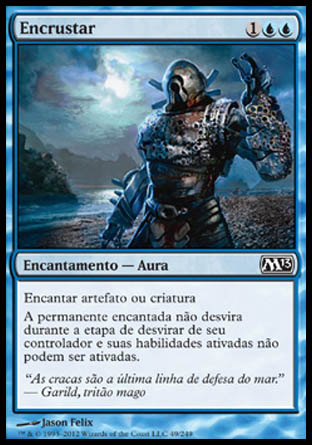 Encrustar 1
Encantamento — Aura M13
Encantar artefato ou criatura
A permanente encantada não desvira
durante a etapa de desvirar de seu
controlador e suas habilidades ativadas não
podem ser ativadas.
“As cracas são a última linha de defesa do mar.”
— Garild, tritão mago
Jason Felix
™ & © 1993–2012 Wizards of the Coast LLC 49/249